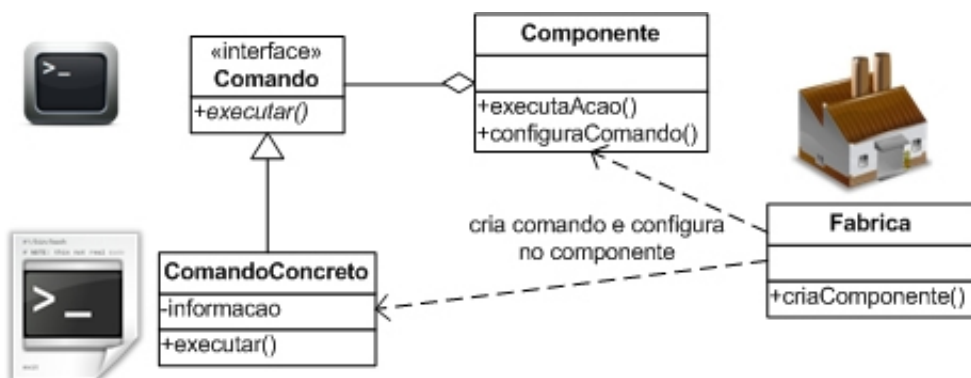 «interface»
Comando
+executar()
Componente
+executaAcao()
+configuraComando()
>_
cria comando e configura
no componente
Fabrica
+criaComponente()
ComandoConcreto
-informacao
+executar()
>_